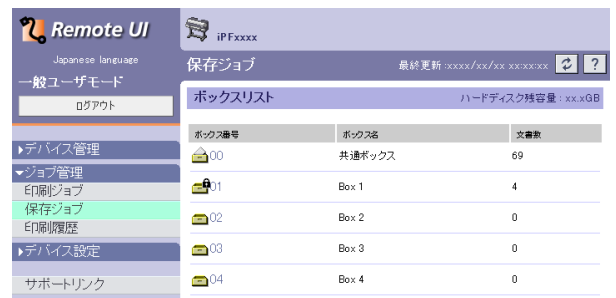 Remote UI
Japanese language
一般ユーザモード
ログアウト
▶デバイス管理
▼ジョブ管理
印刷ジョブ
保存ジョブ
印刷履歴
▶デバイス設定
サポートリンク
iPFxxxx
保存ジョブ
最終更新:xxxx/xx/xx xx:xx:xx
?
ボックスリスト
ハードディスク残容量:xx.xGB
ボックス番号 ボックス名 文書数
00 共通ボックス 69
01 Box 1 4
02 Box 2 0
03 Box 3 0
04 Box 4 0